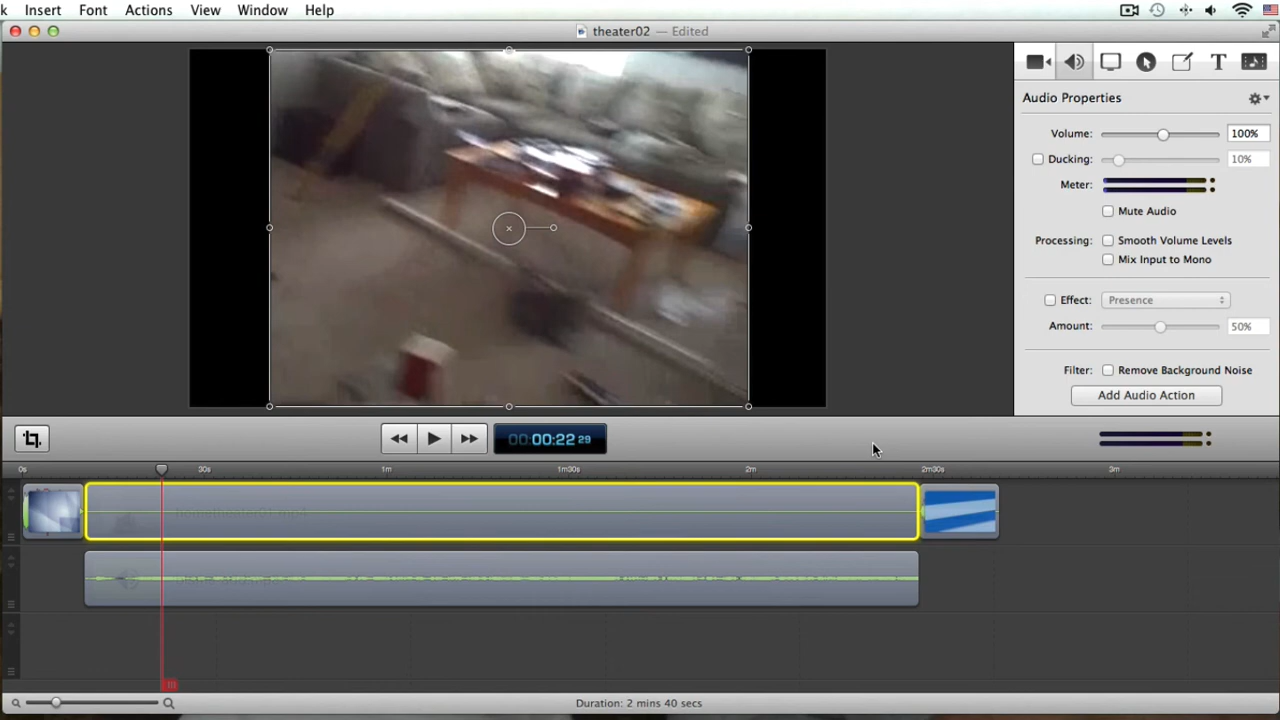 Insert Font Actions View Window Help
theater02 — Edited
T
Audio Properties
Volume: 100%
Ducking: 10%
Meter:
Mute Audio
Processing: Smooth Volume Levels
Mix Input to Mono
Effect: Presence
Amount: 50%
Filter: Remove Background Noise
Add Audio Action
00:00:22 29
0s 30s 1m 1m30s 2m 2m30s 3m
Duration: 2 mins 40 secs